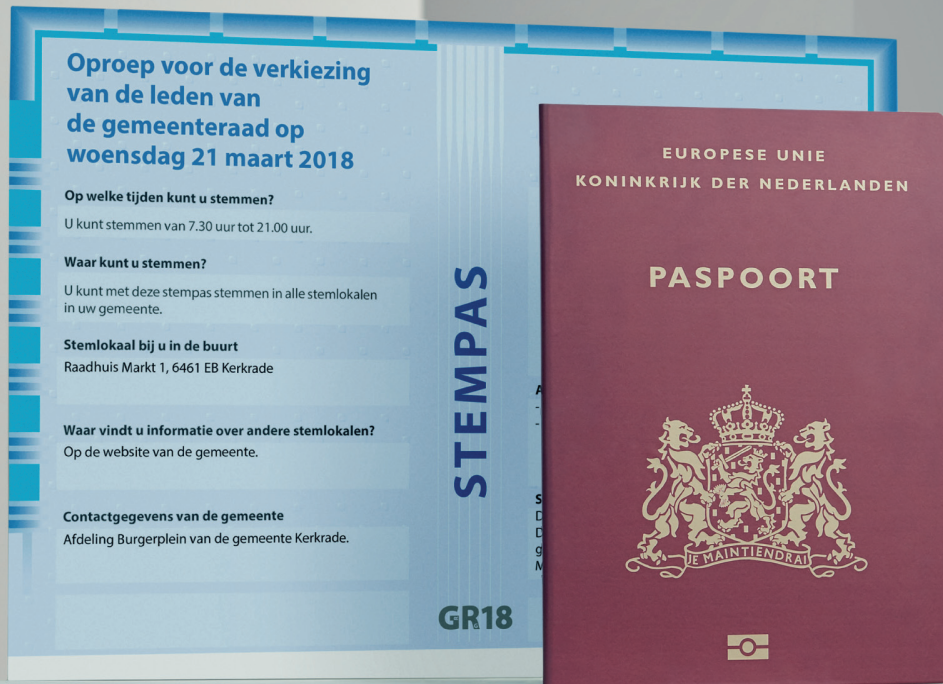 Oproep voor de verkiezing
van de leden van
de gemeenteraad op
woensdag 21 maart 2018
Op welke tijden kunt u stemmen?
U kunt stemmen van 7.30 uur tot 21.00 uur.
Waar kunt u stemmen?
U kunt met deze stempas stemmen in alle stemlokalen
in uw gemeente.
Stemlokaal bij u in de buurt
Raadhuis Markt 1, 6461 EB Kerkrade
Waar vindt u informatie over andere stemlokalen?
Op de website van de gemeente.
Contactgegevens van de gemeente
Afdeling Burgerplein van de gemeente Kerkrade.
STEMPAS
GR18
EUROPESE UNIE
KONINKRIJK DER NEDERLANDEN
PASPOORT
JE MAINTIENDRAI